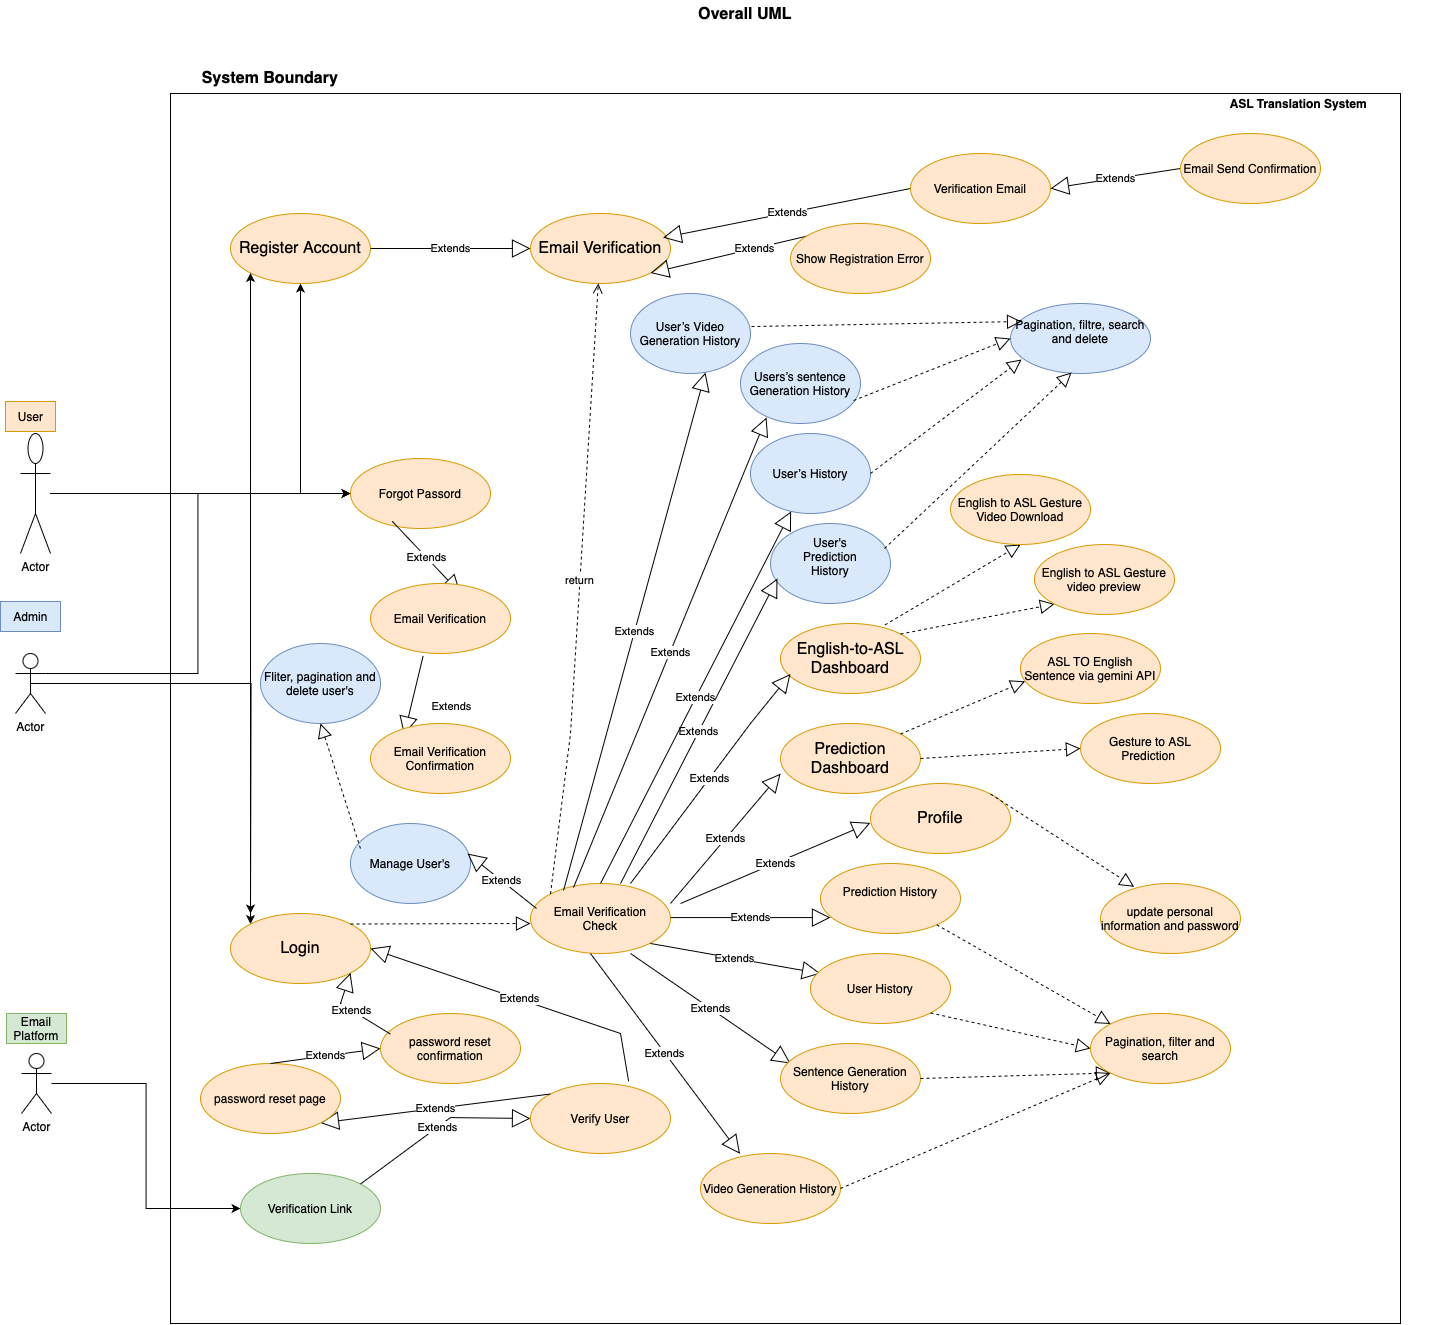 Overall UML
System Boundary
ASL Translation System
Email Send Confirmation
Extends
Verification Email
Extends
Register Account
Extends
Email Verification
Extends
Show Registration Error
User's Video
Generation History
Pagination, filtre, search
and delete
Users's sentence
Generation History
User
User's History
Forgot Passord
English to ASL Gesture
Video Download
Extends
User's
Prediction
History
Actor
return
English to ASL Gesture
video preview
Admin
Email Verification
Extends
English-to-ASL
Dashboard
Extends
ASL TO English
Sentence via gemini API
Fliter, pagination and
delete user's
Extends
Extends
Actor
Extends
Email Verification
Confirmation
Prediction
Dashboard
Gesture to ASL
Prediction
Extends
Profile
Extends
Manage User's
Extends
Extends
Prediction History
Email Verification
Check
Extends
update personal
information and password
Login
Extends
User History
Extends
Extends
Extends
Email
Platform
password reset
confirmation
Extends
Extends
Pagination, filter and
search
Sentence Generation
History
password reset page
Extends
Verify User
Actor
Extends
Video Generation History
Verification Link